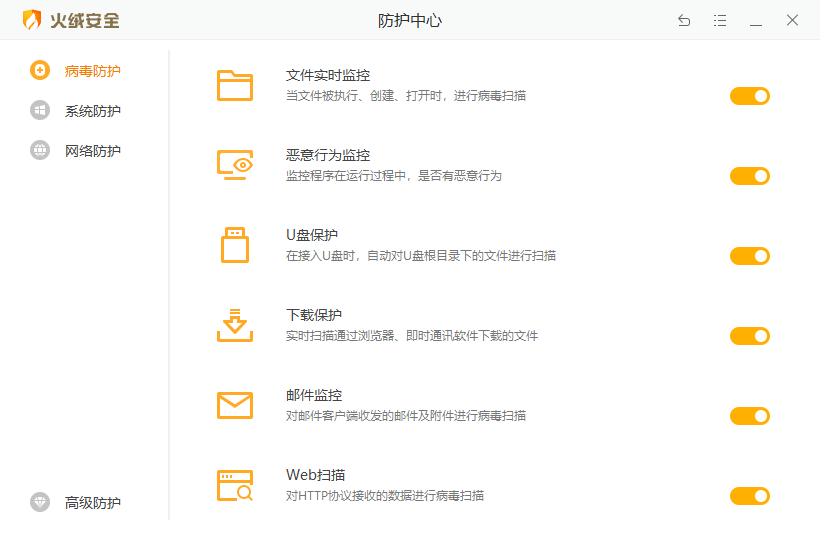 火绒安全
防护中心
病毒防护
系统防护
网络防护
高级防护
文件实时监控
当文件被执行、创建、打开时，进行病毒扫描
恶意行为监控
监控程序在运行过程中，是否有恶意行为
U盘保护
在接入U盘时，自动对U盘根目录下的文件进行扫描
下载保护
实时扫描通过浏览器、即时通讯软件下载的文件
邮件监控
对邮件客户端收发的邮件及附件进行病毒扫描
Web扫描
对HTTP协议接收的数据进行病毒扫描